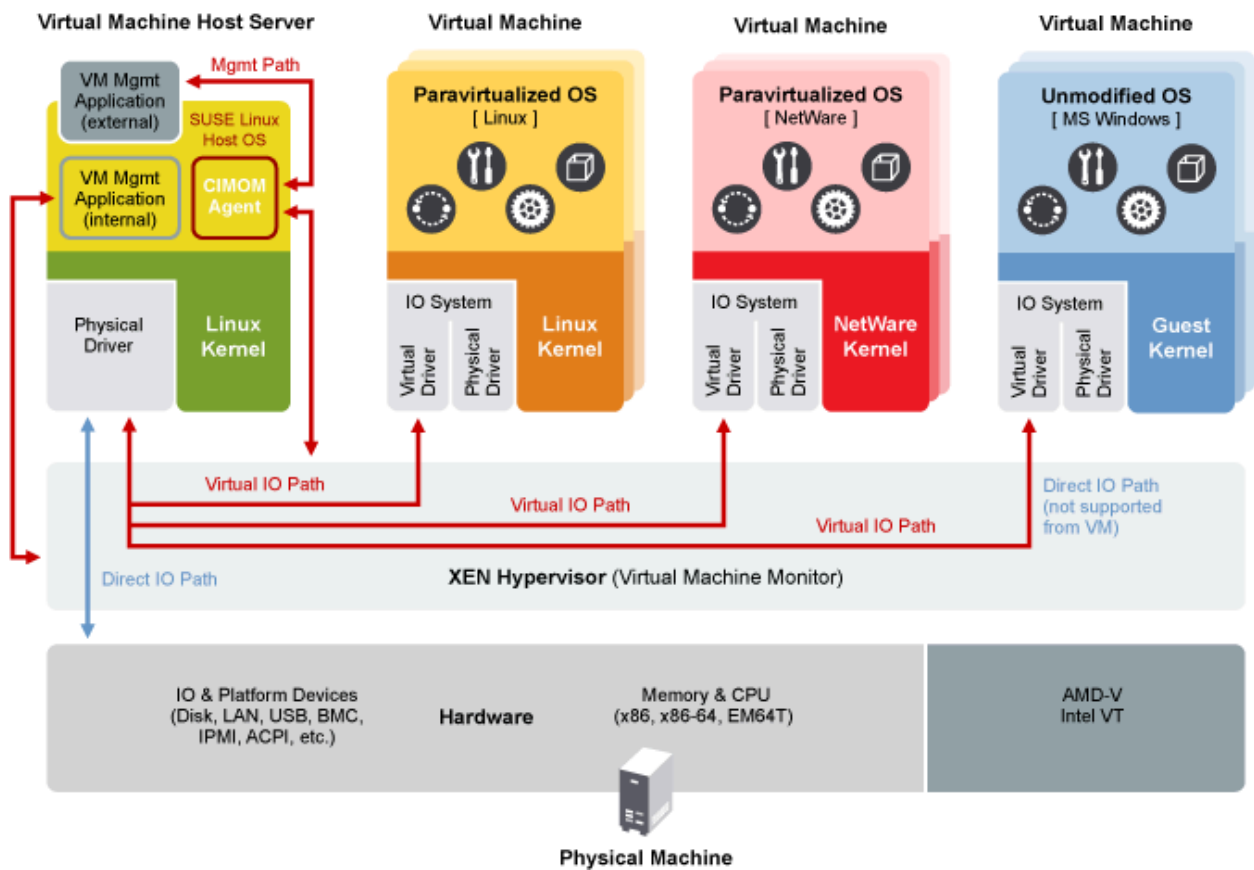 Virtual Machine Host Server
Virtual Machine
Virtual Machine
Virtual Machine
VM Mgmt
Application
(external)
Mgmt Path
SUSE Linux
Host OS
VM Mgmt
Application
(internal)
CIMOM
Agent
Physical
Driver
Linux
Kernel
Paravirtualized OS
[ Linux ]
IO System
Virtual
Driver
Physical
Driver
Linux
Kernel
Paravirtualized OS
[ NetWare ]
IO System
Virtual
Driver
Physical
Driver
NetWare
Kernel
Unmodified OS
[ MS Windows ]
IO System
Virtual
Driver
Physical
Driver
Guest
Kernel
Virtual IO Path
Virtual IO Path
Virtual IO Path
Direct IO Path
(not supported
from VM)
Direct IO Path
XEN Hypervisor (Virtual Machine Monitor)
IO & Platform Devices
(Disk, LAN, USB, BMC,
IPMI, ACPI, etc.)
Hardware
Memory & CPU
(x86, x86-64, EM64T)
AMD-V
Intel VT
Physical Machine